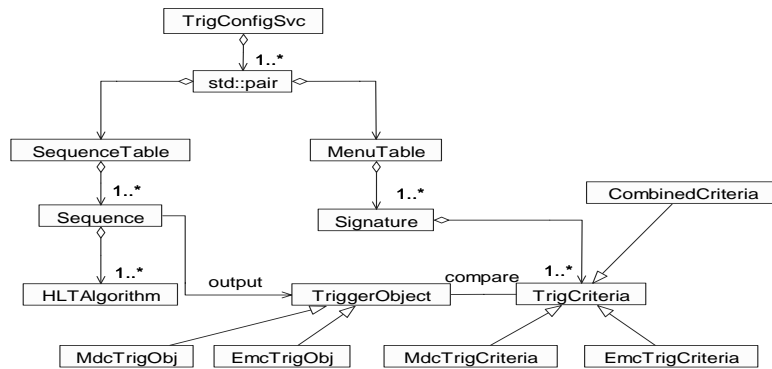 TrigConfigSvc
1..*
std::pair
SequenceTable
MenuTable
1..*
1..*
CombinedCriteria
Sequence
Signature
1..*
output
compare
1..*
HLTAlgorithm
TriggerObject
TrigCriteria
MdcTrigObj
EmcTrigObj
MdcTrigCriteria
EmcTrigCriteria